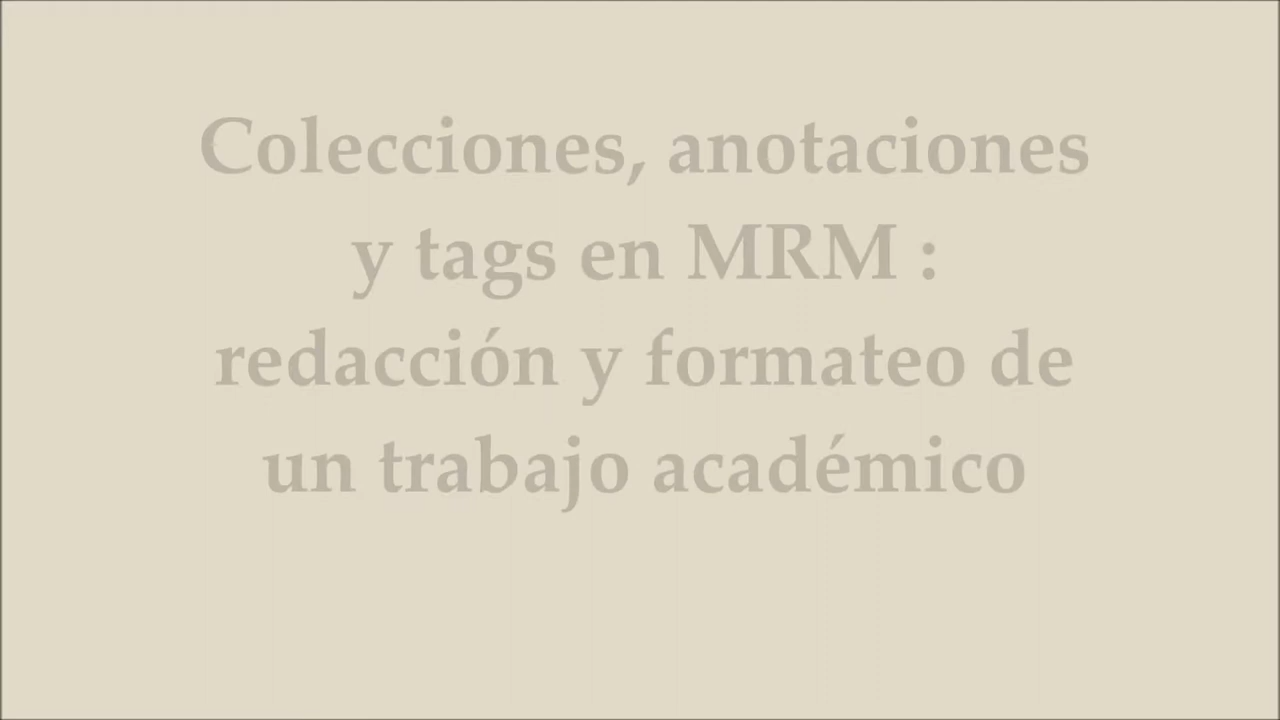 Colecciones, anotaciones
y tags en MRM :
redacción y formateo de
un trabajo académico